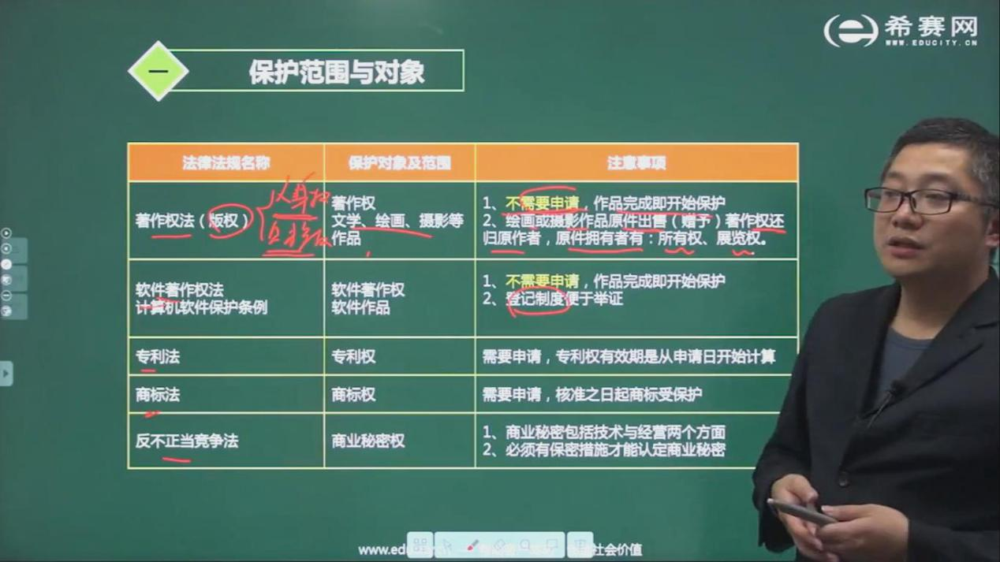 希赛网
WWW.EDUCITY.CN
一
保护范围与对象
法律法规名称
保护对象及范围
注意事项
著作权法（版权）
人身权
著作权
文学、绘画、摄影等
作品
1、不需要申请，作品完成即开始保护
2、绘画或摄影作品原件出售（赠予）著作权还
归原作者，原件拥有者有：所有权、展览权。
软件著作权法
计算机软件保护条例
软件著作权
软件作品
1、不需要申请，作品完成即开始保护
2、登记制度便于举证
专利法
专利权
需要申请，专利权有效期是从申请日开始计算
商标法
商标权
需要申请，核准之日起商标受保护
反不正当竞争法
商业秘密权
1、商业秘密包括技术与经营两个方面
2、必须有保密措施才能认定商业秘密
www.edu
社会价值